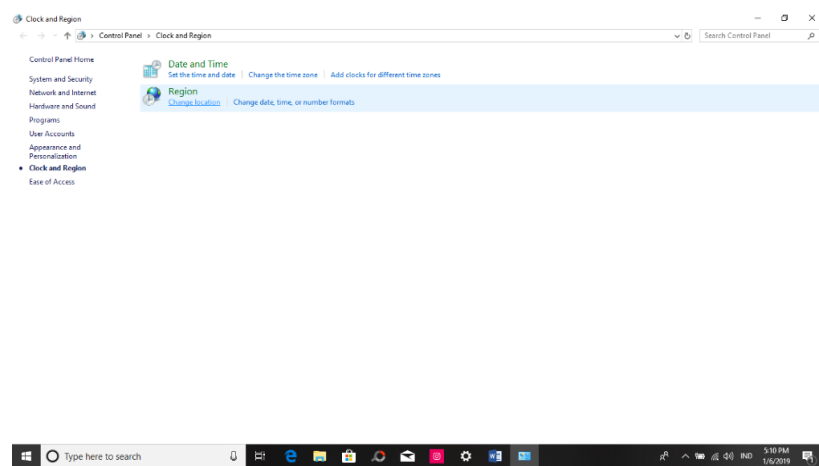 Clock and Region
Control Panel > Clock and Region
Search Control Panel
Control Panel Home
System and Security
Network and Internet
Hardware and Sound
Programs
User Accounts
Appearance and
Personalization
Clock and Region
Ease of Access
Date and Time
Set the time and date | Change the time zone | Add clocks for different time zones
Region
Change location | Change date, time, or number formats
Type here to search
IND
5:10 PM
1/6/2019